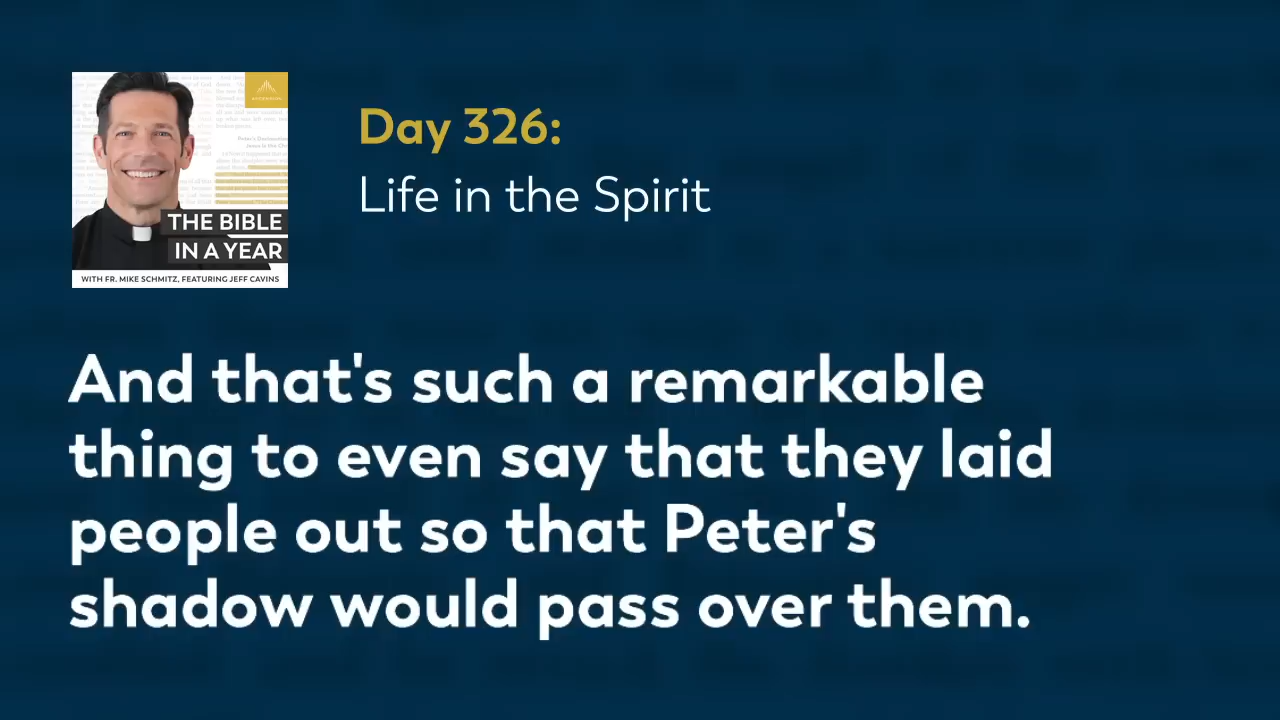 Day 326:
Life in the Spirit
THE BIBLE
IN A YEAR
WITH FR. MIKE SCHMITZ, FEATURING JEFF CAVINS
And that's such a remarkable
thing to even say that they laid
people out so that Peter's
shadow would pass over them.